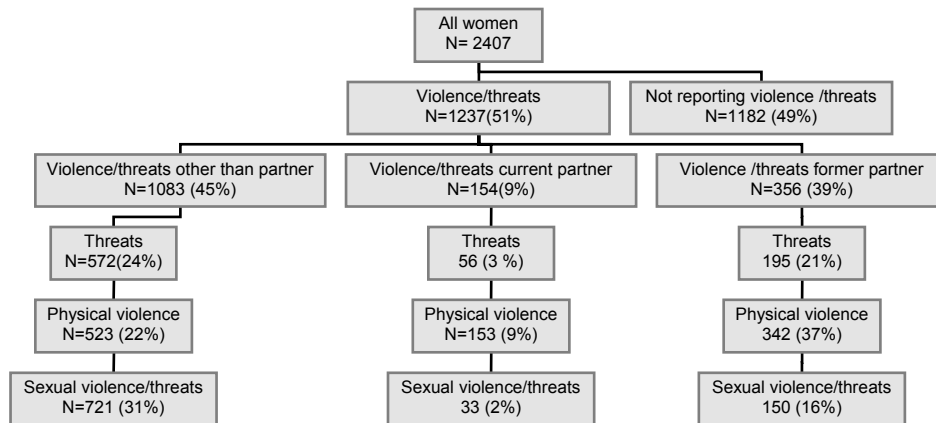 All women
N= 2407
Violence/threats
N=1237(51%)
Not reporting violence /threats
N=1182 (49%)
Violence/threats other than partner
N=1083 (45%)
Violence/threats current partner
N=154(9%)
Violence /threats former partner
N=356 (39%)
Threats
N=572(24%)
Threats
56 (3 %)
Threats
195 (21%)
Physical violence
N=523 (22%)
Physical violence
N=153 (9%)
Physical violence
342 (37%)
Sexual violence/threats
N=721 (31%)
Sexual violence/threats
33 (2%)
Sexual violence/threats
150 (16%)